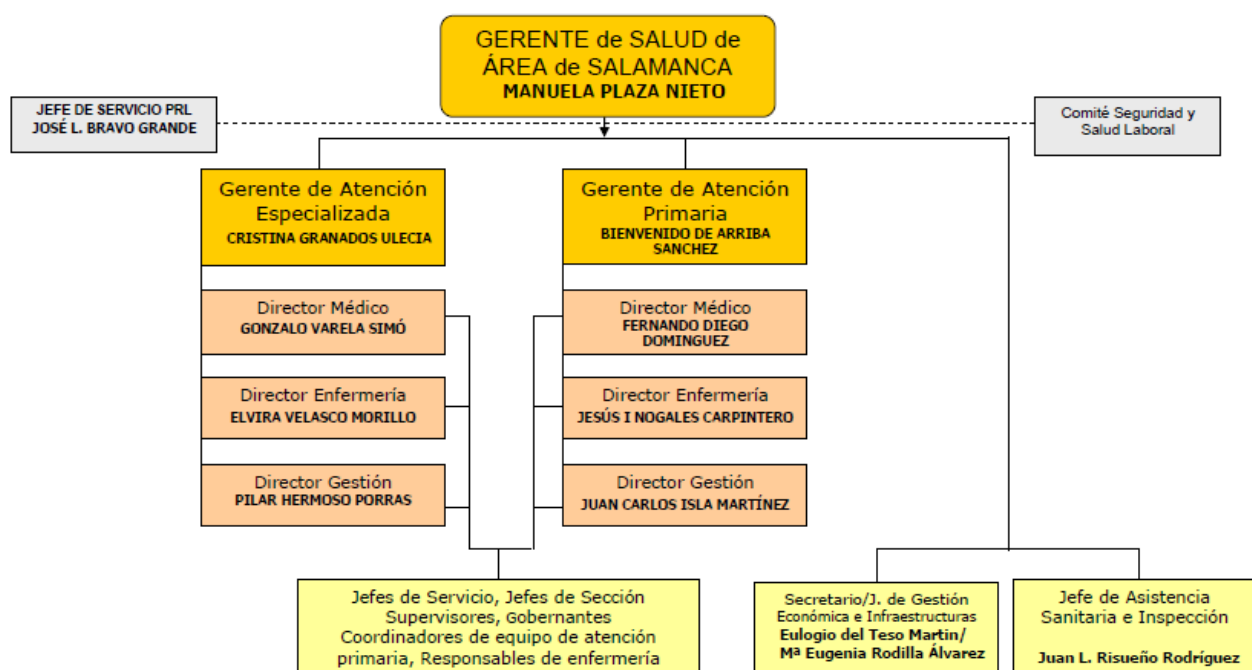 GERENTE de SALUD de
ÁREA de SALAMANCA
MANUELA PLAZA NIETO
JEFE DE SERVICIO PRL
JOSÉ L. BRAVO GRANDE
Comité Seguridad y
Salud Laboral
Gerente de Atención
Especializada
CRISTINA GRANADOS ULECIA
Gerente de Atención
Primaria
BIENVENIDO DE ARRIBA
SANCHEZ
Director Médico
GONZALO VARELA SIMÓ
Director Médico
FERNANDO DIEGO
DOMINGUEZ
Director Enfermería
ELVIRA VELASCO MORILLO
Director Enfermería
JESÚS I NOGALES CARPINTERO
Director Gestión
PILAR HERMOSO PORRAS
Director Gestión
JUAN CARLOS ISLA MARTÍNEZ
Jefes de Servicio, Jefes de Sección
Supervisores, Gobernantes
Coordinadores de equipo de atención
primaria, Responsables de enfermería
Secretario/J. de Gestión
Económica e Infraestructuras
Eulogio del Teso Martin/
Mª Eugenia Rodilla Álvarez
Jefe de Asistencia
Sanitaria e Inspección
Juan L. Risueño Rodríguez